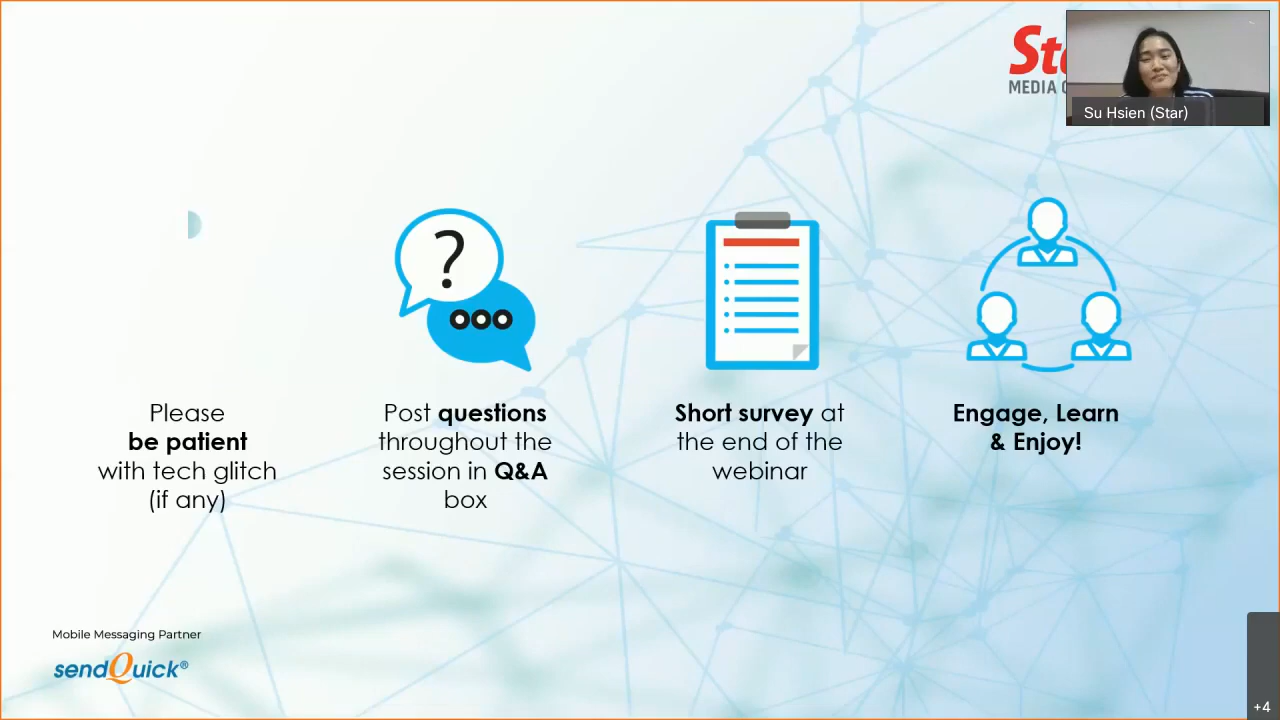 MEDIA
Su Hsien (Star)
?
Please
be patient
with tech glitch
(if any)
Post questions
throughout the
session in Q&A
box
Short survey at
the end of the
webinar
Engage, Learn
& Enjoy!
Mobile Messaging Partner
sendQuick®
+4